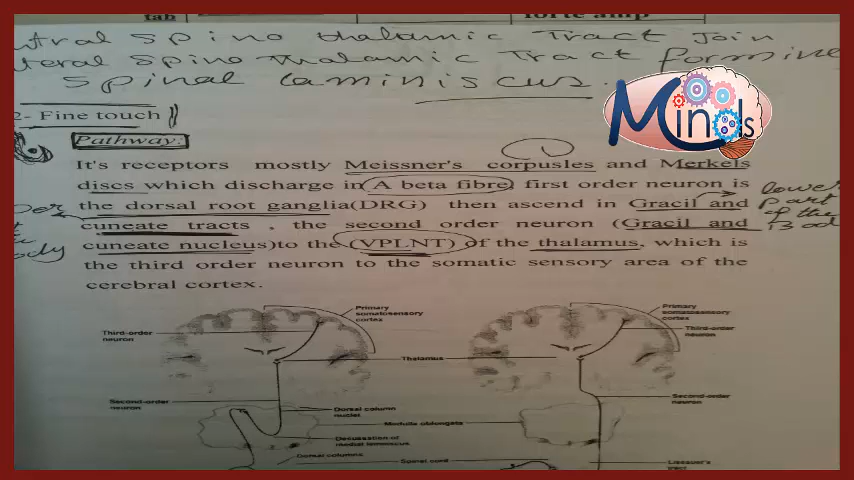 tab
forte amp
ntral spino thalamic Tract Join
teral spino thalamic Tract formine
spinal laminiscus.
2- Fine touch
Minds
Pathway:
It's receptors mostly Meissner's corpusles and Merkels
discs which discharge in A beta fibre, first order neuron is
the dorsal root ganglia(DRG) then ascend in Gracil and
cuneate tracts , the second order neuron (Gracil and
cuneate nucleus)to the (VPLNT) of the thalamus, which is
the third order neuron to the somatic sensory area of the
cerebral cortex.
lower
part
of the
Primary
somatosensory
cortex
Third-order
neuron
Thalamus
Primary
somatosensory
cortex
Third-order
neuron
Second-order
neuron
Dorsal column
nuclei
Medulla oblongata
Decussation of
medial lemniscus
Dorsal columns
Spinal cord
Second-order
neuron
Lissauer's
tract